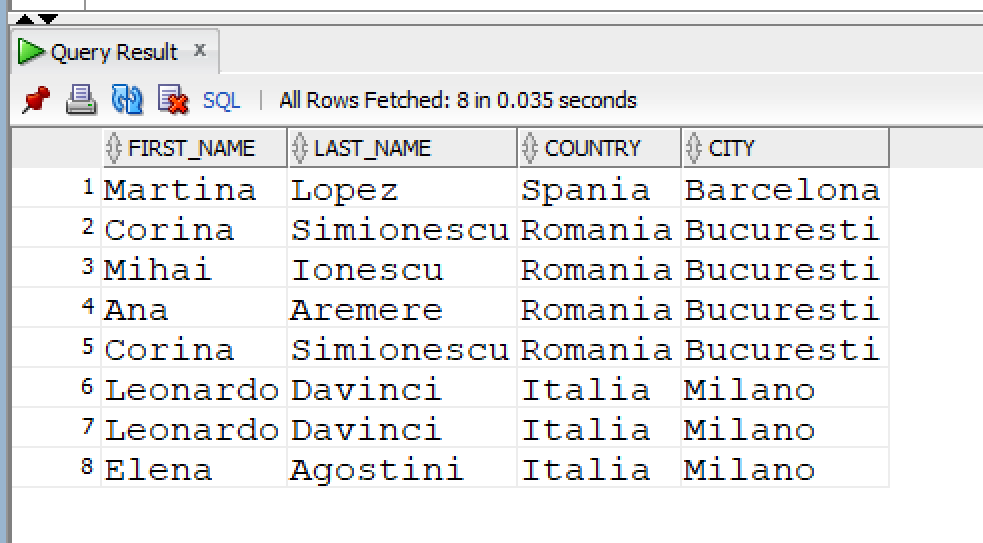 Query Result x
SQL | All Rows Fetched: 8 in 0.035 seconds
FIRST_NAME LAST_NAME COUNTRY CITY
1 Martina Lopez Spania Barcelona
2 Corina Simionescu Romania Bucuresti
3 Mihai Ionescu Romania Bucuresti
4 Ana Aremere Romania Bucuresti
5 Corina Simionescu Romania Bucuresti
6 Leonardo Davinci Italia Milano
7 Leonardo Davinci Italia Milano
8 Elena Agostini Italia Milano